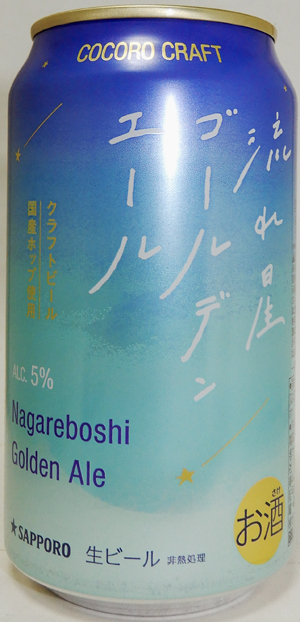 COCORO CRAFT
流れ星
ゴールデン
エール
クラフトビール
国産ホップ使用
ALC. 5%
Nagareboshi
Golden Ale
★SAPPORO
生ビール 非熱処理
さけ
お酒